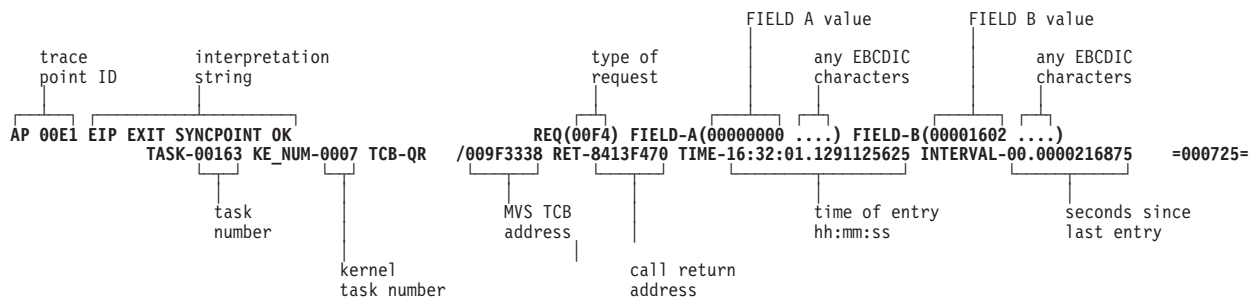 FIELD A value FIELD B value
trace interpretation type of any EBCDIC any EBCDIC
point ID string request characters characters
AP 00E1 EIP EXIT SYNCPOINT OK REQ(00F4) FIELD-A(00000000 ....) FIELD-B(00001602 ....)
TASK-00163 KE_NUM-0007 TCB-QR /009F3338 RET-8413F470 TIME-16:32:01.1291125625 INTERVAL-00.0000216875 =000725=
task MVS TCB time of entry seconds since
number address hh:mm:ss last entry
kernel call return
task number address